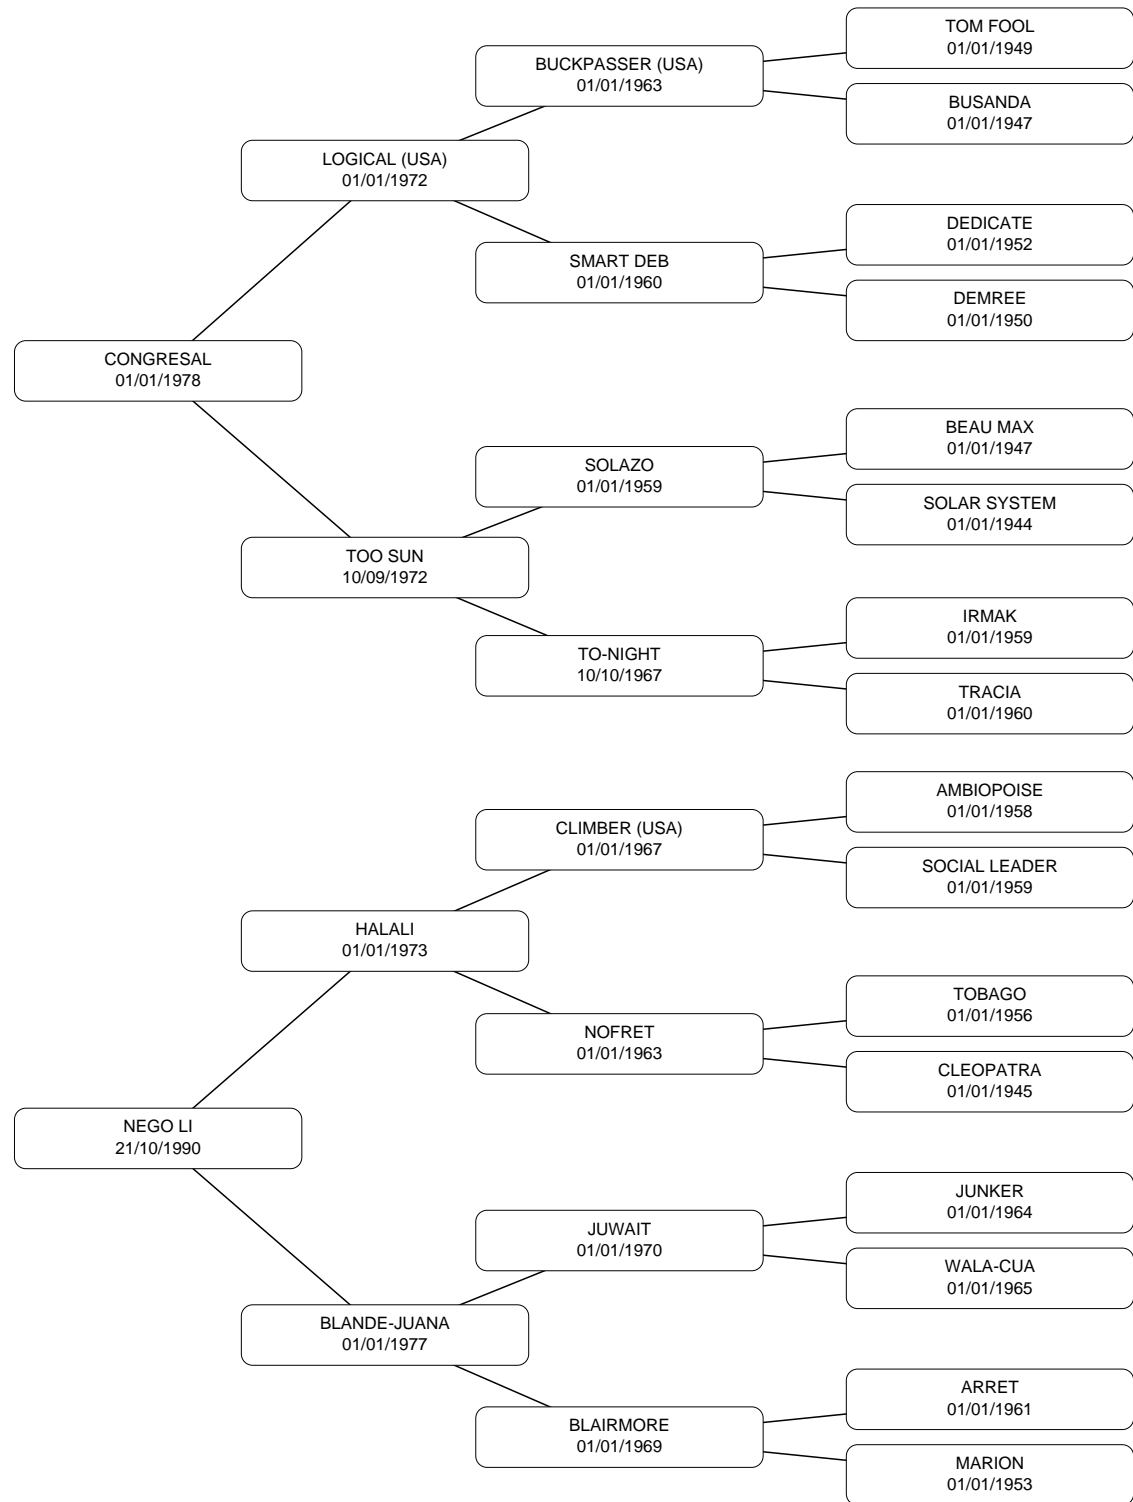 TOM FOOL
01/01/1949
BUCKPASSER (USA)
01/01/1963
BUSANDA
01/01/1947
LOGICAL (USA)
01/01/1972
DEDICATE
01/01/1952
SMART DEB
01/01/1960
DEMREE
01/01/1950
CONGRESAL
01/01/1978
BEAU MAX
01/01/1947
SOLAZO
01/01/1959
SOLAR SYSTEM
01/01/1944
TOO SUN
10/09/1972
IRMAK
01/01/1959
TO-NIGHT
10/10/1967
TRACIA
01/01/1960
AMBIOPOISE
01/01/1958
CLIMBER (USA)
01/01/1967
SOCIAL LEADER
01/01/1959
HALALI
01/01/1973
TOBAGO
01/01/1956
NOFRET
01/01/1963
CLEOPATRA
01/01/1945
NEGO LI
21/10/1990
JUNKER
01/01/1964
JUWAIT
01/01/1970
WALA-CUA
01/01/1965
BLANDE-JUANA
01/01/1977
ARRET
01/01/1961
BLAIRMORE
01/01/1969
MARION
01/01/1953